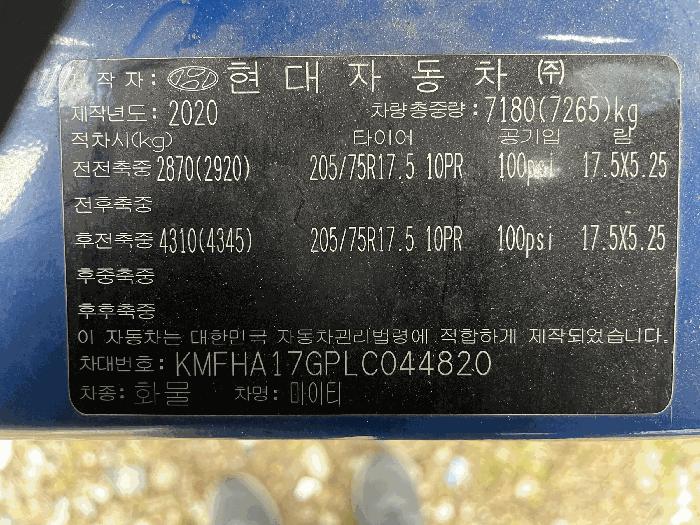 제작자: 현대자동차 ㈜
제작년도: 2020 차량총중량: 7180(7265)kg
적차시(kg) 타이어 공기압 림
전전축중 2870(2920) 205/75R17.5 10PR 100psi 17.5X5.25
전후축중
후전축중 4310(4345) 205/75R17.5 10PR 100psi 17.5X5.25
후중축중
후후축중
이 자동차는 대한민국 자동차관리법령에 적합하게 제작되었습니다.
차대번호: KMFHA17GPLC044820
차종: 화물 차명: 마이티